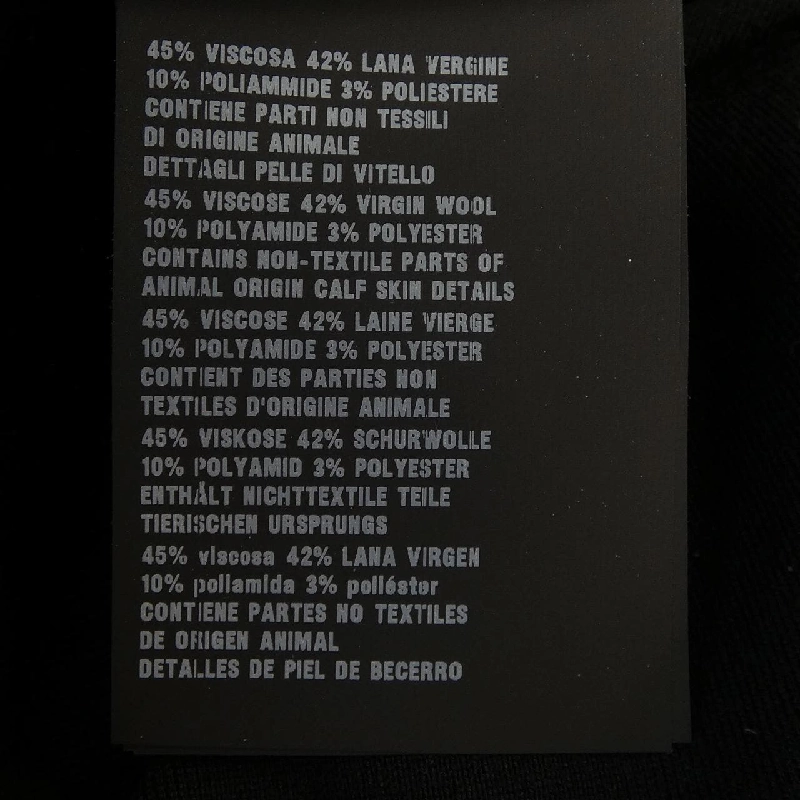 45% VISCOSA 42% LANA VERGINE
10% POLIAMMIDE 3% POLIESTERE
CONTIENE PARTI NON TESSILI
DI ORIGINE ANIMALE
DETTAGLI PELLE DI VITELLO
45% VISCOSE 42% VIRGIN WOOL
10% POLYAMIDE 3% POLYESTER
CONTAINS NON-TEXTILE PARTS OF
ANIMAL ORIGIN CALF SKIN DETAILS
45% VISCOSE 42% LAINE VIERGE
10% POLYAMIDE 3% POLYESTER
CONTIENT DES PARTIES NON
TEXTILES D'ORIGINE ANIMALE
45% VISKOSE 42% SCHURWOLLE
10% POLYAMID 3% POLYESTER
ENTHÄLT NICHTTEXTILE TEILE
TIERISCHEN URSPRUNGS
45% viscosa 42% LANA VIRGEN
10% poliamida 3% poliéster
CONTIENE PARTES NO TEXTILES
DE ORIGEN ANIMAL
DETALLES DE PIEL DE BECERRO